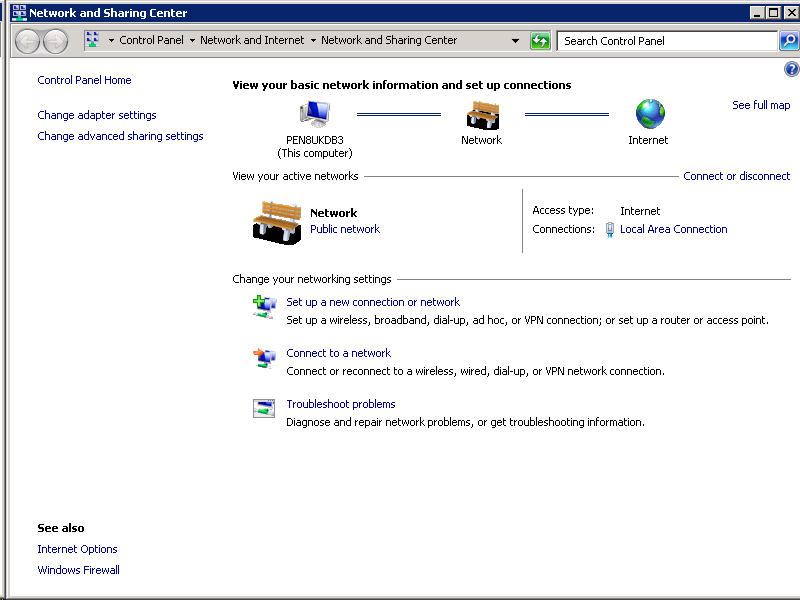 Network and Sharing Center
Control Panel Network and Internet Network and Sharing Center Search Control Panel
Control Panel Home
Change adapter settings
Change advanced sharing settings
View your basic network information and set up connections
See full map
PEN8UKDB3
(This computer)
Network
Internet
View your active networks Connect or disconnect
Network
Public network
Access type: Internet
Connections: Local Area Connection
Change your networking settings
Set up a new connection or network
Set up a wireless, broadband, dial-up, ad hoc, or VPN connection; or set up a router or access point.
Connect to a network
Connect or reconnect to a wireless, wired, dial-up, or VPN network connection.
Troubleshoot problems
Diagnose and repair network problems, or get troubleshooting information.
See also
Internet Options
Windows Firewall